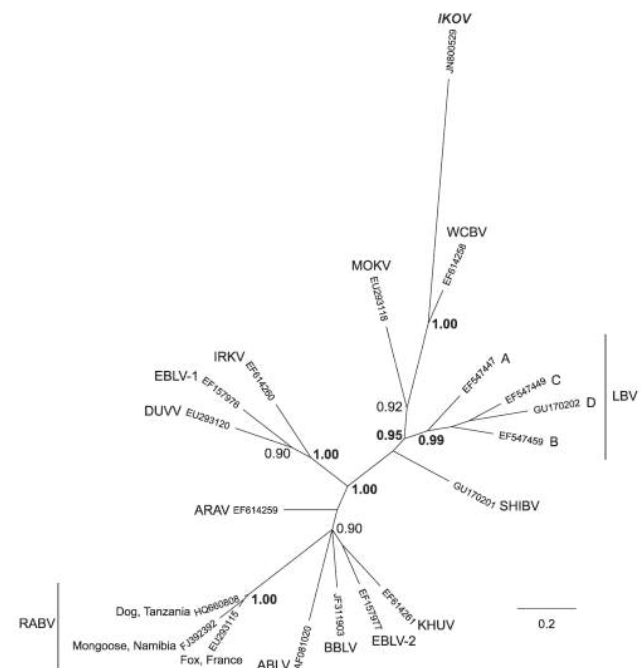 IKOV
JN800529
WCBV
EF614258
MOKV
EU293118
1.00
IRKV
EF614260
EBLV-1
EF157976
DUVV EU293120
0.90
1.00
0.92
0.95
0.99
EF547447 A
EF547449 C
GU170202 D
EF547459 B
LBV
GU170201 SHIBV
1.00
ARAV EF614259
0.90
RABV
Dog, Tanzania HQ660808
1.00
Mongoose, Namibia FJ392392
EU293115
Fox, France
ABLV AF081020
BBLV JF311903
EBLV-2 EF157977
KHUV EF614261
0.2